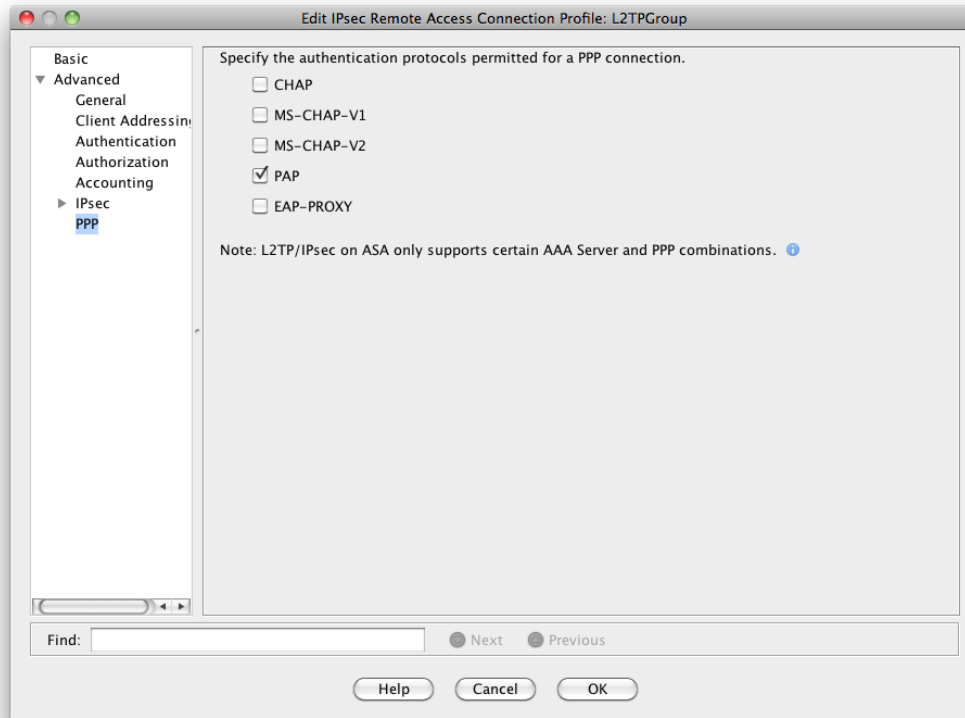 Edit IPsec Remote Access Connection Profile: L2TPGroup
Basic
Advanced
General
Client Addressing
Authentication
Authorization
Accounting
IPsec
PPP
Specify the authentication protocols permitted for a PPP connection.
CHAP
MS-CHAP-V1
MS-CHAP-V2
PAP
EAP-PROXY
Note: L2TP/IPsec on ASA only supports certain AAA Server and PPP combinations.
Find:
Next
Previous
Help
Cancel
OK